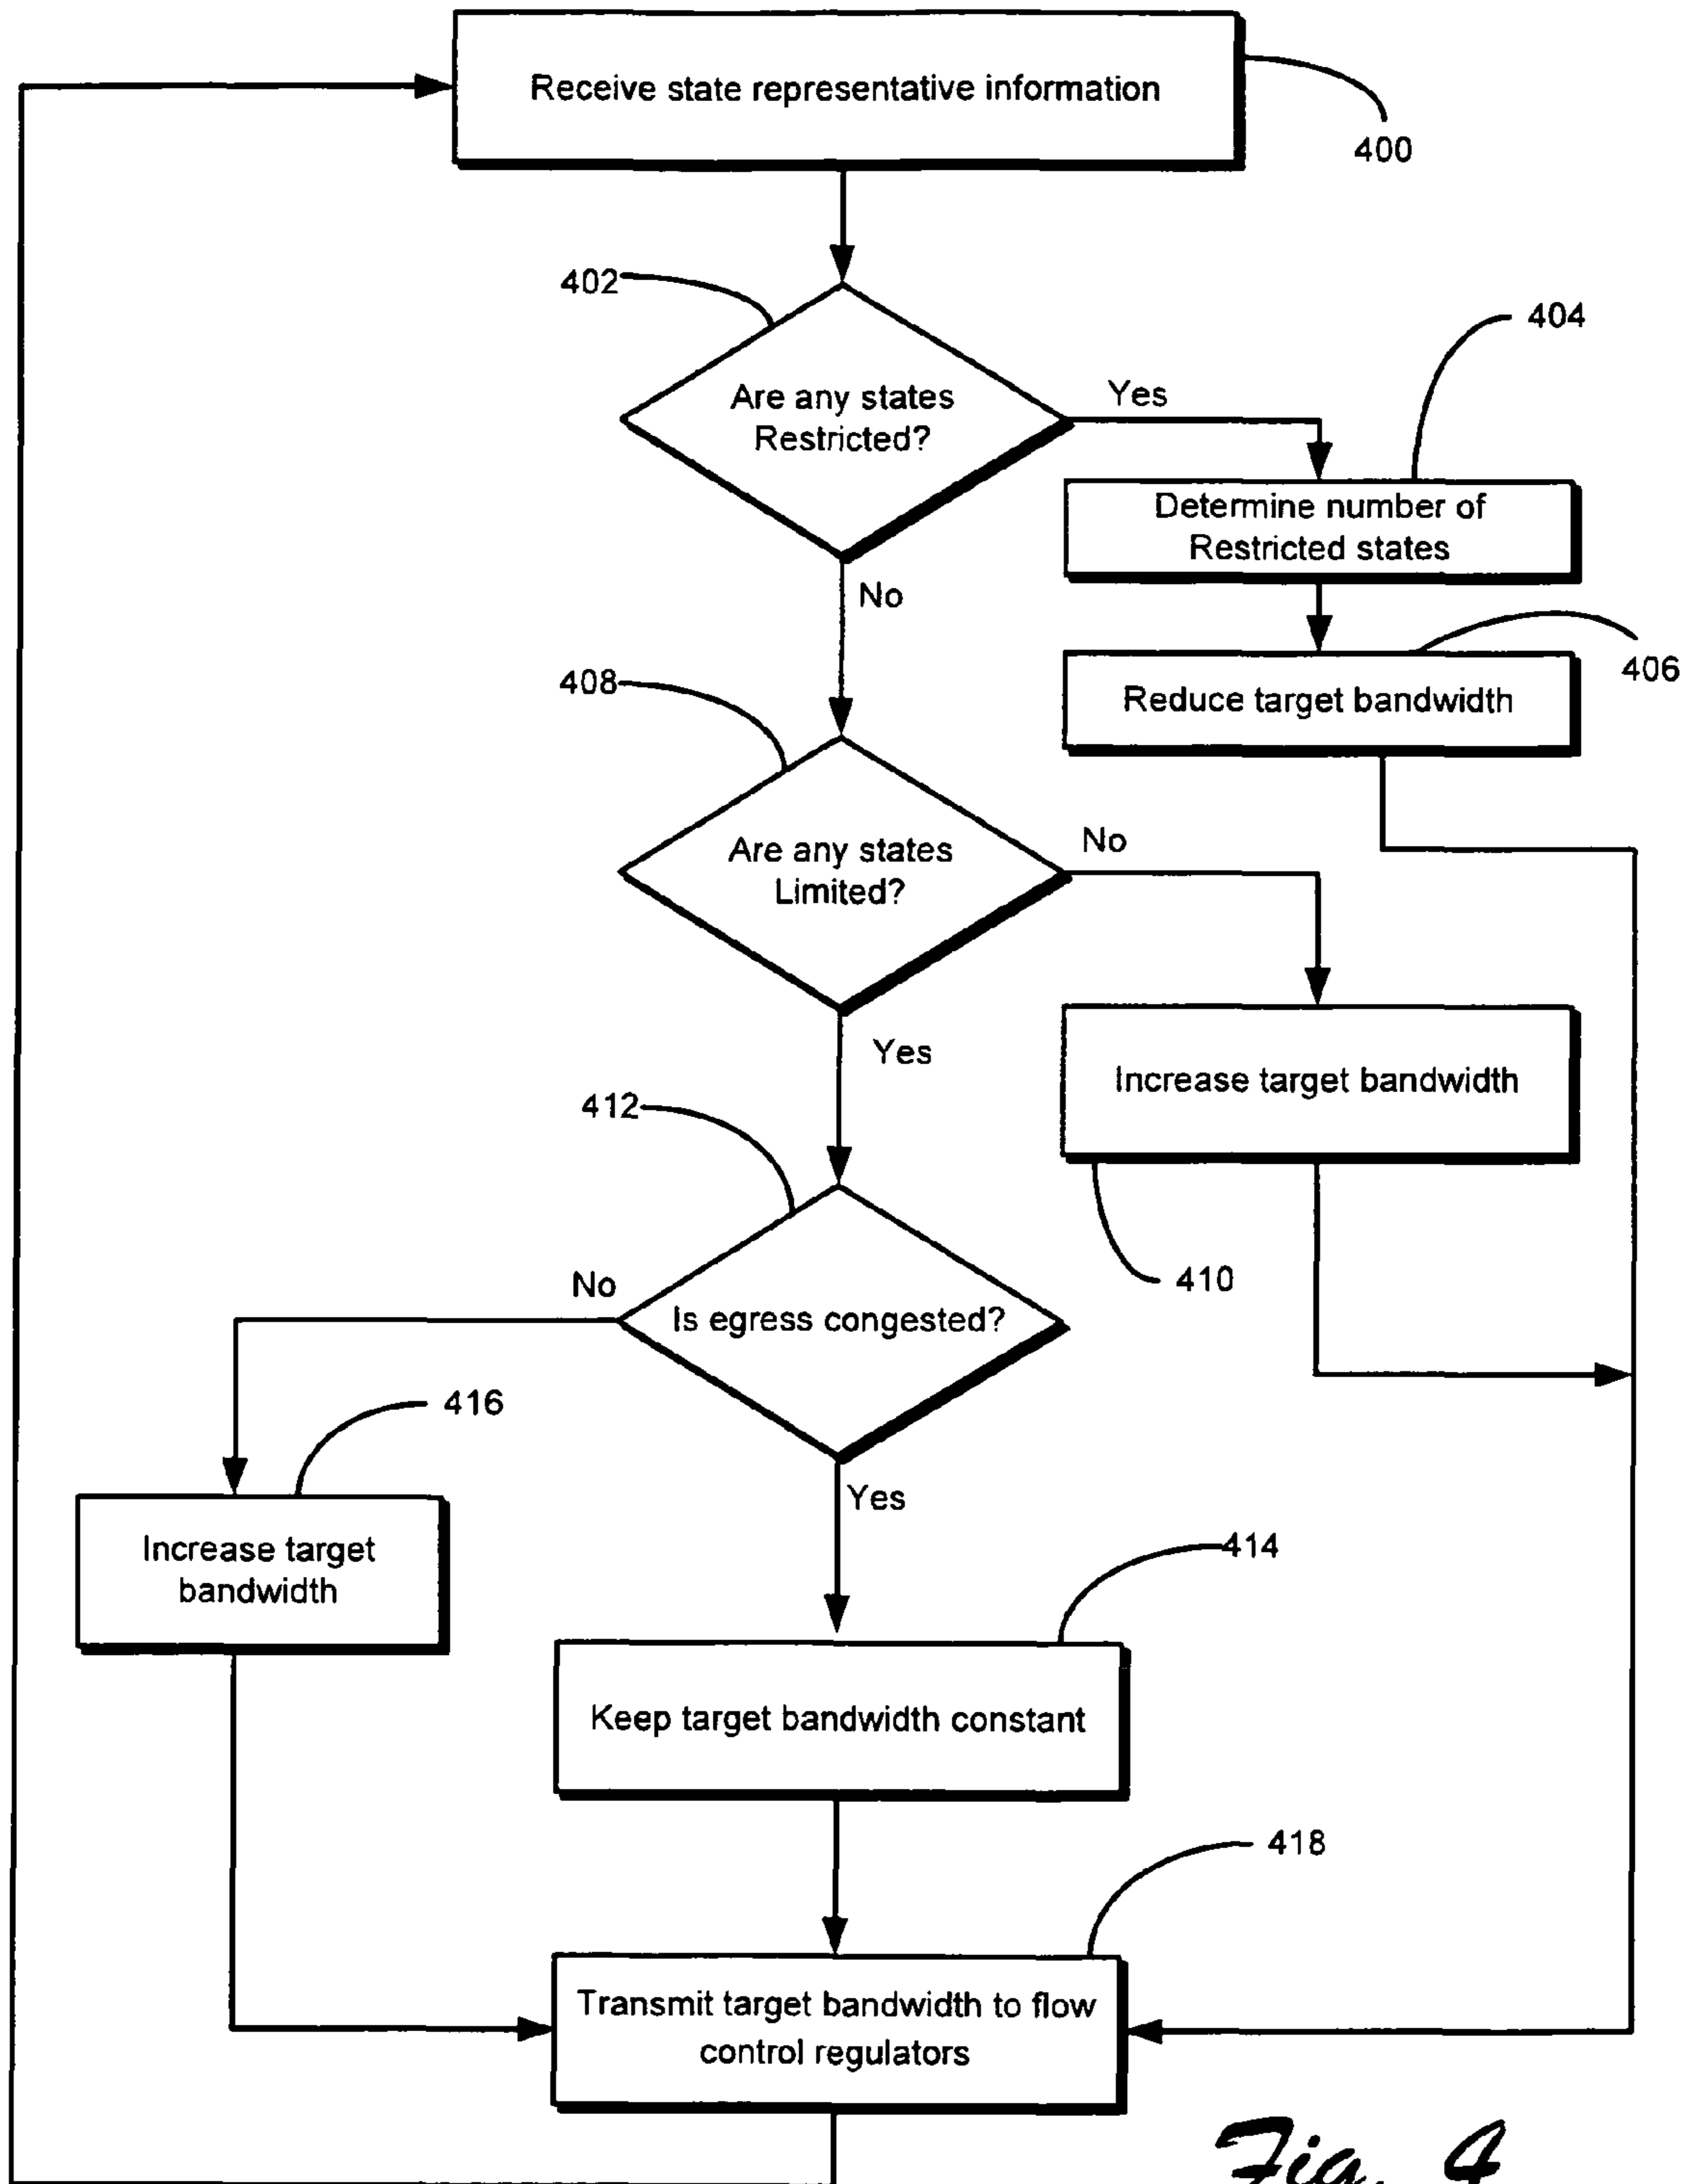 Receive state representative information
400
402
404
Are any states
Restricted?
Yes
Determine number of
Restricted states
No
406
408
Reduce target bandwidth
Are any states
Limited?
No
Yes
Increase target bandwidth
412
410
No
Is egress congested?
416
Yes
414
Increase target
bandwidth
Keep target bandwidth constant
418
Transmit target bandwidth to flow
control regulators
Fig. 4